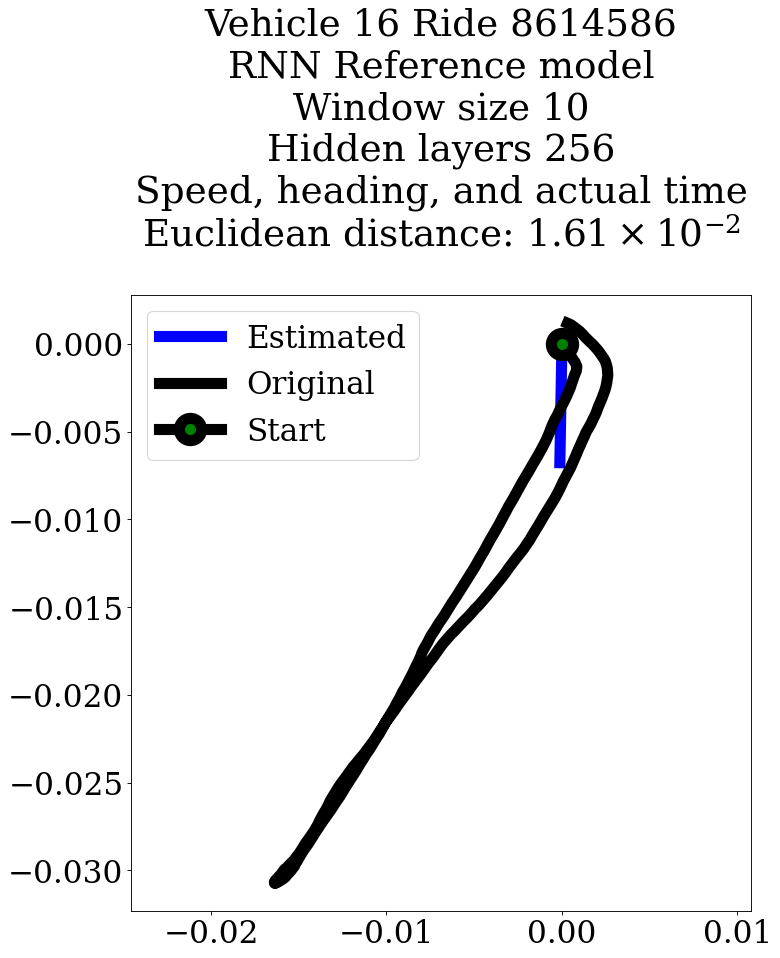 Vehicle 16 Ride 8614586
RNN Reference model
Window size 10
Hidden layers 256
Speed, heading, and actual time
Euclidean distance: 1.61 × 10⁻²
Estimated
Original
Start
0.000
−0.005
−0.010
−0.015
−0.020
−0.025
−0.030
−0.02 −0.01 0.00 0.01